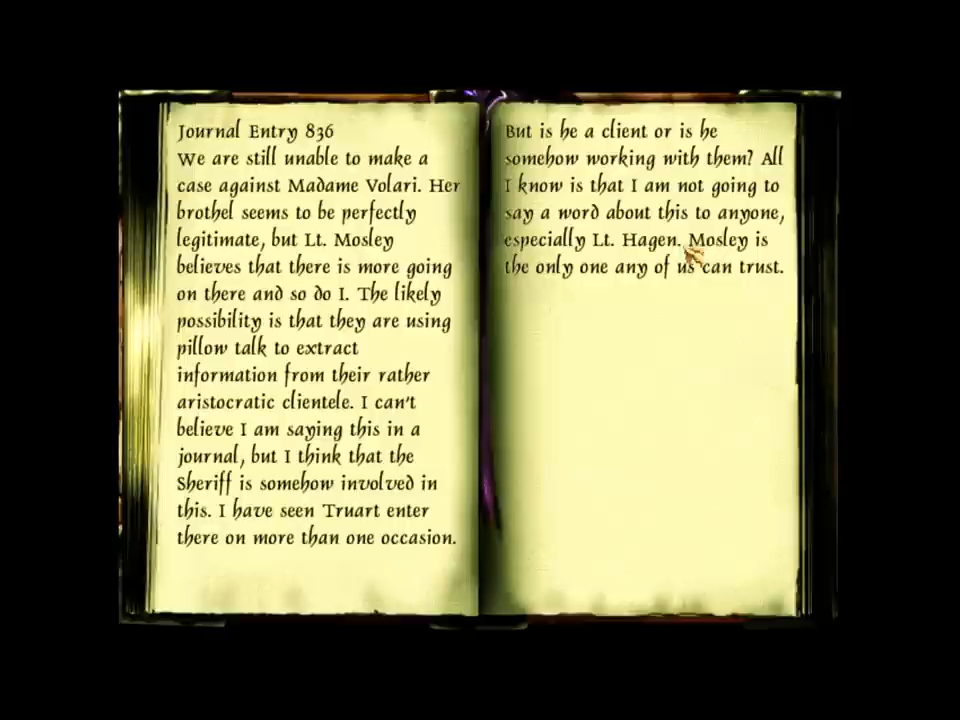 Journal Entry 836
We are still unable to make a
case against Madame Volari. Her
brothel seems to be perfectly
legitimate, but Lt. Mosley
believes that there is more going
on there and so do I. The likely
possibility is that they are using
pillow talk to extract
information from their rather
aristocratic clientele. I can't
believe I am saying this in a
journal, but I think that the
Sheriff is somehow involved in
this. I have seen Truart enter
there on more than one occasion.
But is he a client or is he
somehow working with them? All
I know is that I am not going to
say a word about this to anyone,
especially Lt. Hagen. Mosley is
the only one any of us can trust.